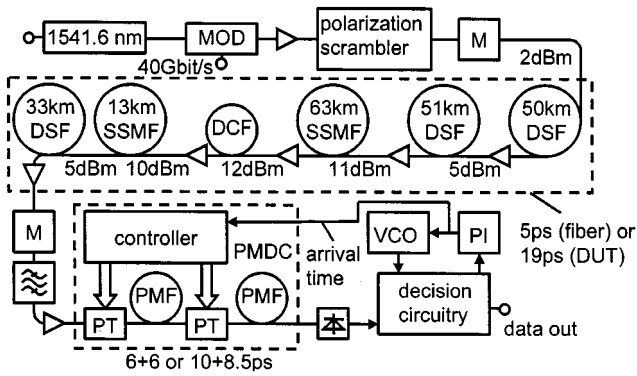 1541.6 nm
MOD
40Gbit/s
polarization
scrambler
M
2dBm
33km
DSF
13km
SSMF
DCF
63km
SSMF
51km
DSF
50km
DSF
5dBm
10dBm
12dBm
11dBm
5dBm
5ps (fiber) or
19ps (DUT)
M
controller
PMDC
PMF
PMF
PT
PT
6+6 or 10+8.5ps
arrival
time
VCO
PI
decision
circuitry
data out